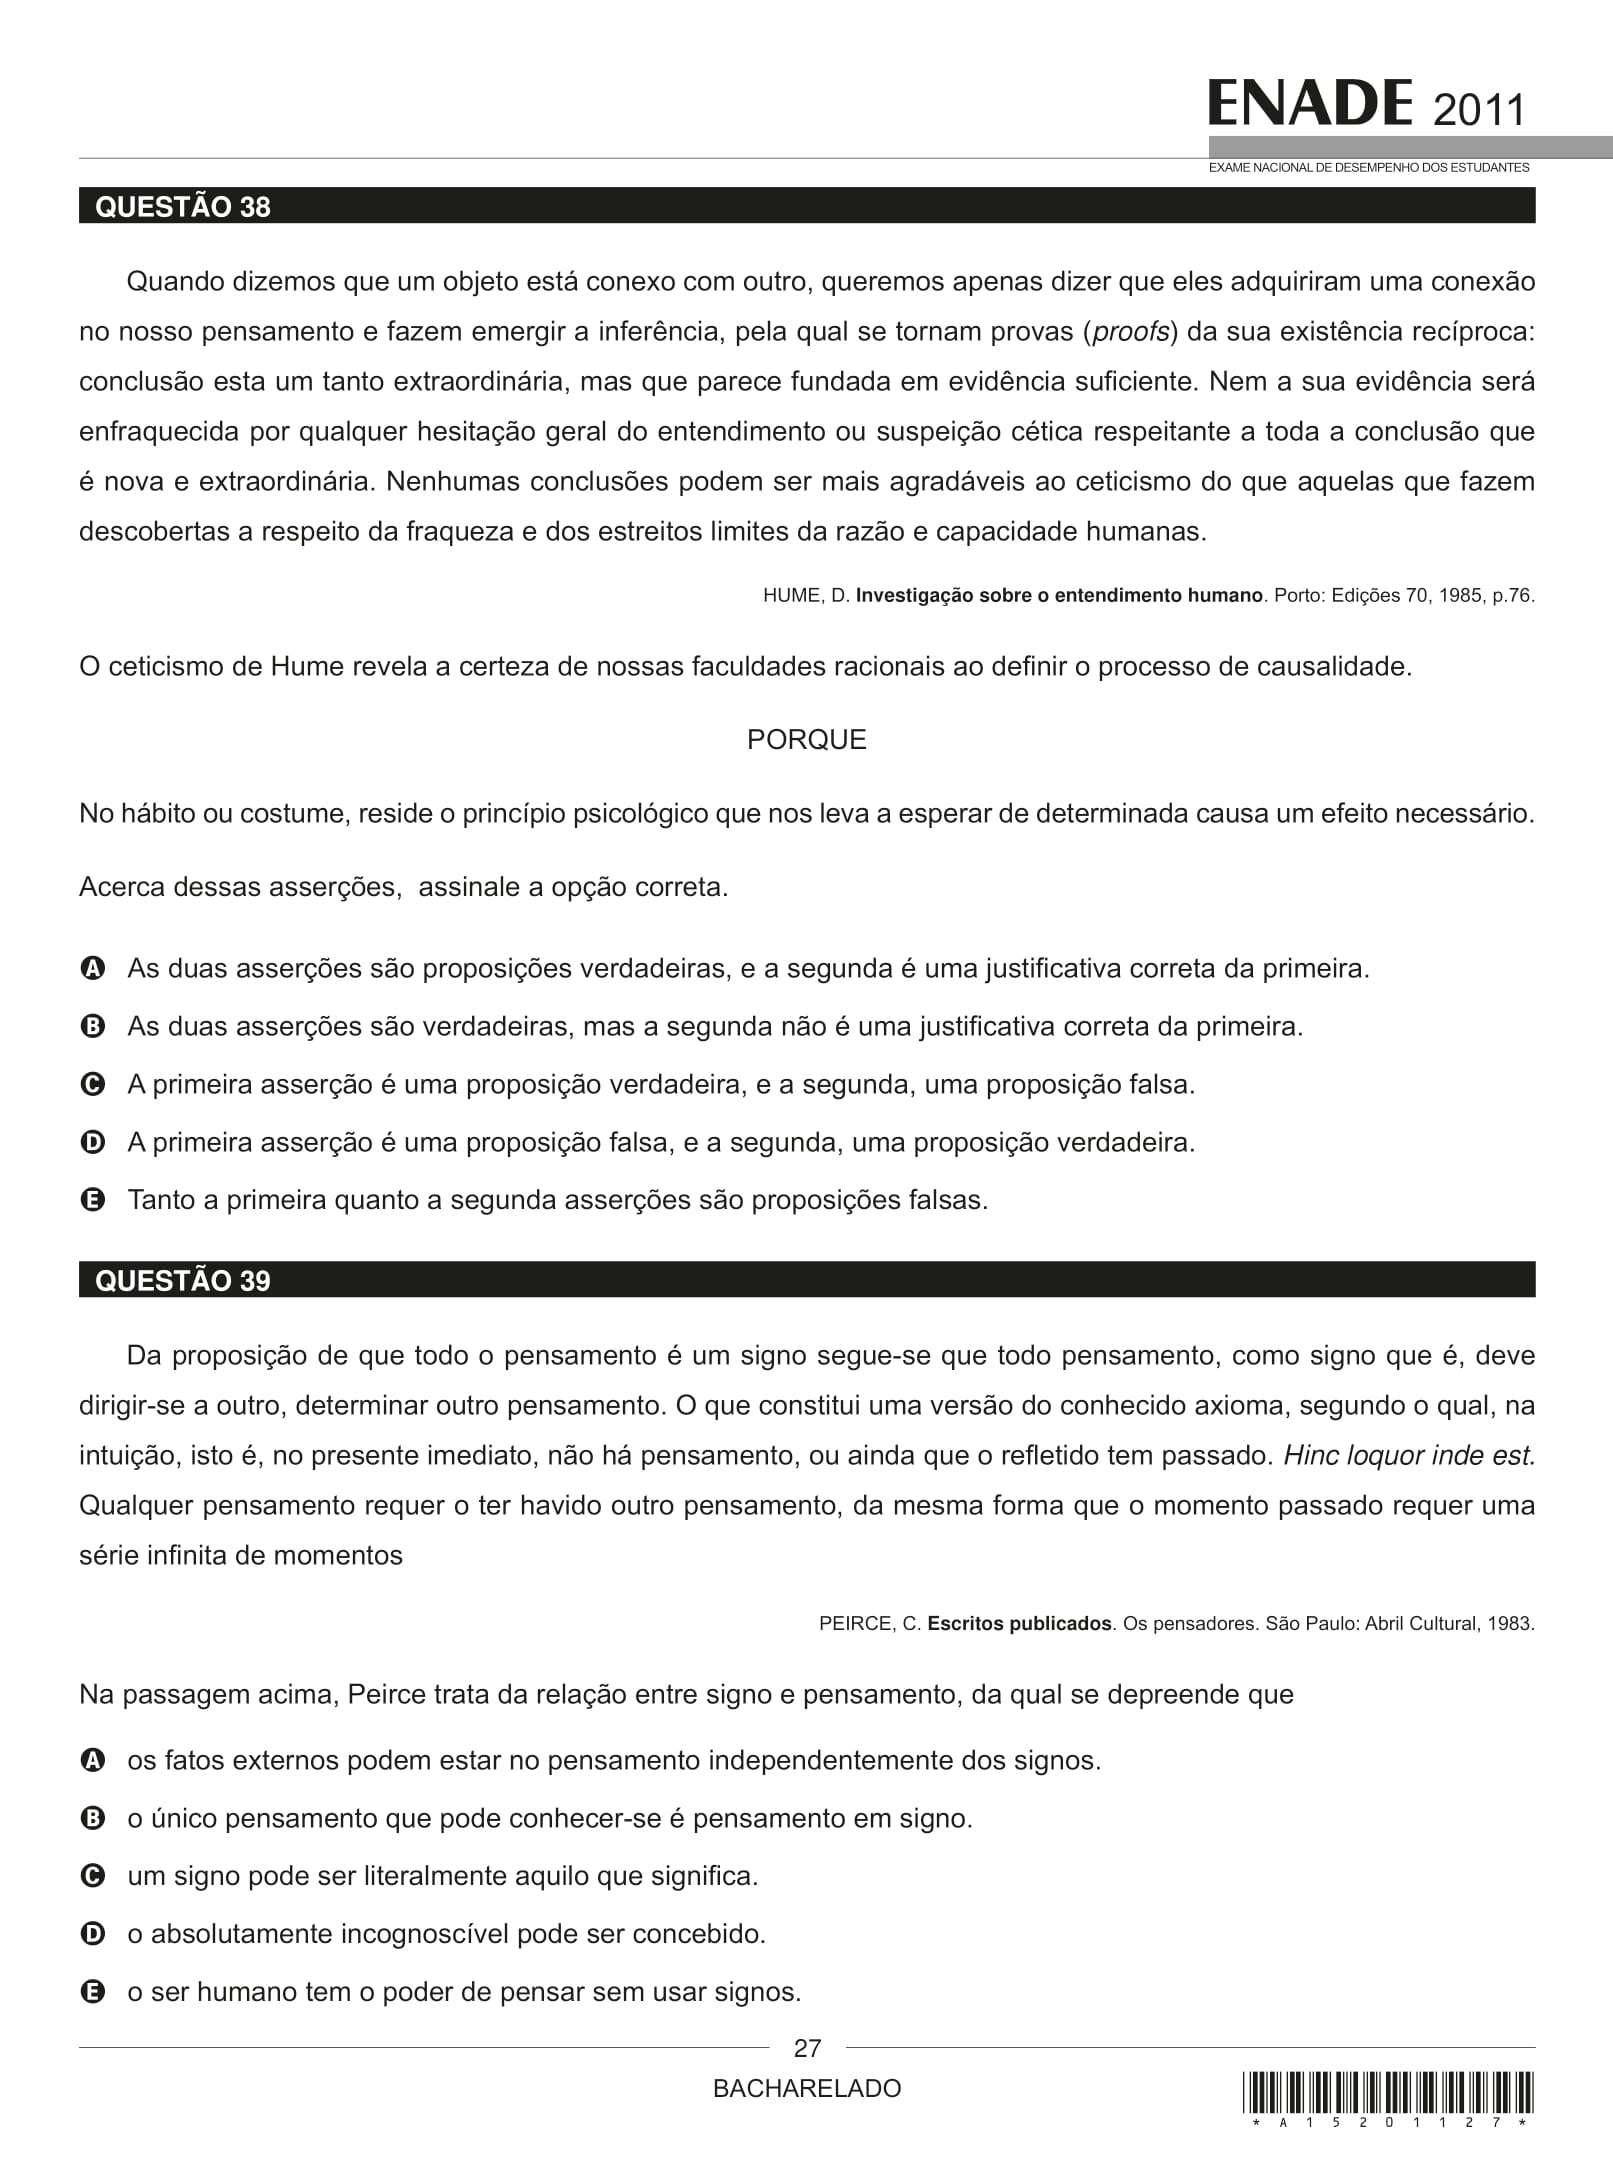 ENADE 2011
EXAME NACIONAL DE DESEMPENHO DOS ESTUDANTES
QUESTÃO 38
Quando dizemos que um objeto está conexo com outro, queremos apenas dizer que eles adquiriram uma conexão
no nosso pensamento e fazem emergir a inferência, pela qual se tornam provas (proofs) da sua existência recíproca:
conclusão esta um tanto extraordinária, mas que parece fundada em evidência suficiente. Nem a sua evidência será
enfraquecida por qualquer hesitação geral do entendimento ou suspeição cética respeitante a toda a conclusão que
é nova e extraordinária. Nenhumas conclusões podem ser mais agradáveis ao ceticismo do que aquelas que fazem
descobertas a respeito da fraqueza e dos estreitos limites da razão e capacidade humanas.
HUME, D. Investigação sobre o entendimento humano. Porto: Edições 70, 1985, p.76.
O ceticismo de Hume revela a certeza de nossas faculdades racionais ao definir o processo de causalidade.
PORQUE
No hábito ou costume, reside o princípio psicológico que nos leva a esperar de determinada causa um efeito necessário.
Acerca dessas asserções, assinale a opção correta.
A As duas asserções são proposições verdadeiras, e a segunda é uma justificativa correta da primeira.
B As duas asserções são verdadeiras, mas a segunda não é uma justificativa correta da primeira.
C A primeira asserção é uma proposição verdadeira, e a segunda, uma proposição falsa.
D A primeira asserção é uma proposição falsa, e a segunda, uma proposição verdadeira.
E Tanto a primeira quanto a segunda asserções são proposições falsas.
QUESTÃO 39
Da proposição de que todo o pensamento é um signo segue-se que todo pensamento, como signo que é, deve
dirigir-se a outro, determinar outro pensamento. O que constitui uma versão do conhecido axioma, segundo o qual, na
intuição, isto é, no presente imediato, não há pensamento, ou ainda que o refletido tem passado. Hinc loquor inde est.
Qualquer pensamento requer o ter havido outro pensamento, da mesma forma que o momento passado requer uma
série infinita de momentos
PEIRCE, C. Escritos publicados. Os pensadores. São Paulo: Abril Cultural, 1983.
Na passagem acima, Peirce trata da relação entre signo e pensamento, da qual se depreende que
A os fatos externos podem estar no pensamento independentemente dos signos.
B o único pensamento que pode conhecer-se é pensamento em signo.
C um signo pode ser literalmente aquilo que significa.
D o absolutamente incognoscível pode ser concebido.
E o ser humano tem o poder de pensar sem usar signos.
27
BACHARELADO
* A 1 5 2 0 1 1 2 7 *